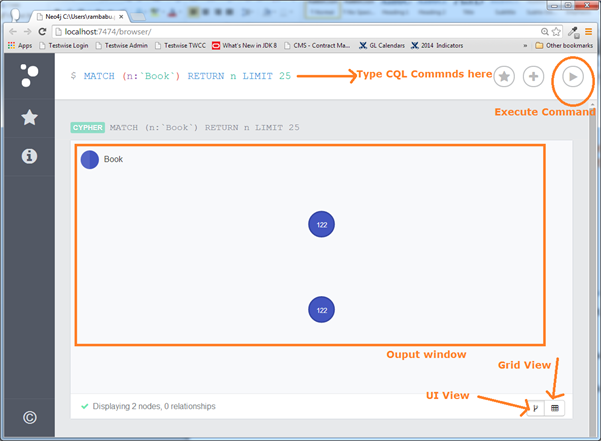 Neo4j C:\Users\rambabu.
localhost:7474/browser/
Apps Testwise Testwise Admin Testwise TWCC What's New in JDK 8 CMS - Contract Ma... GL Calendars 2014 Indicators » Other bookmarks
$ MATCH (n:`Book`) RETURN n LIMIT 25
Type CQL Commnds here
Execute Command
CYPHER MATCH (n:`Book`) RETURN n LIMIT 25
Book
122
122
Ouput window
Grid View
UI View
Displaying 2 nodes, 0 relationships
©